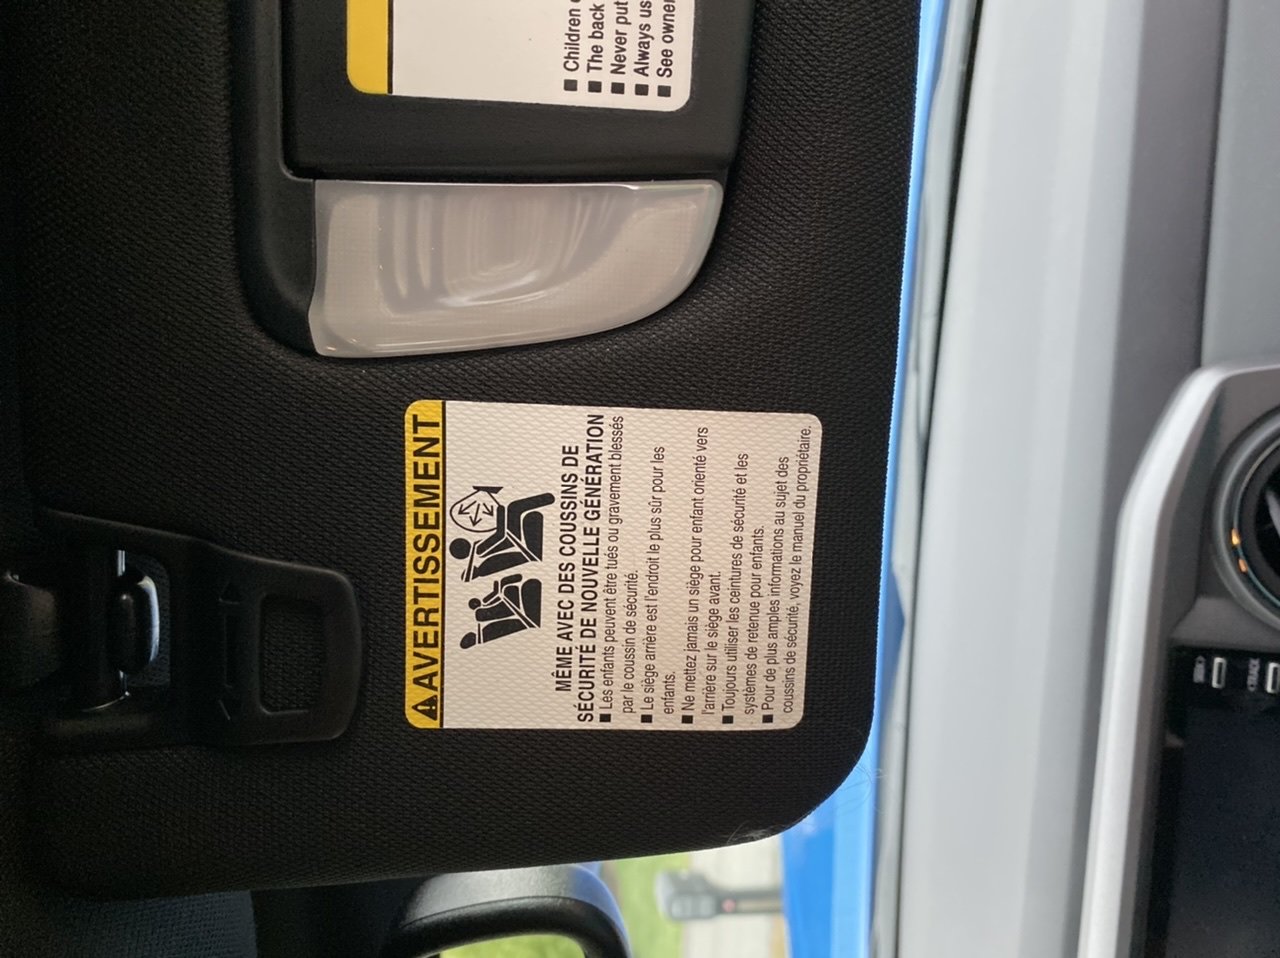 ■ Children
■ The back
■ Never put
■ Always us
■ See owner
⚠AVERTISSEMENT
MÊME AVEC DES COUSSINS DE
SÉCURITÉ DE NOUVELLE GÉNÉRATION
■ Les enfants peuvent être tués ou gravement blessés
par le coussin de sécurité.
■ Le siège arrière est l'endroit le plus sûr pour les
enfants.
■ Ne mettez jamais un siège pour enfant orienté vers
l'arrière sur le siège avant.
■ Toujours utiliser les ceintures de sécurité et les
systèmes de retenue pour enfants.
■ Pour de plus amples informations au sujet des
coussins de sécurité, voyez le manuel du propriétaire.